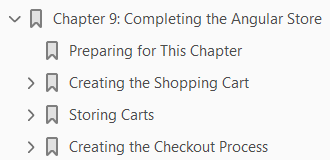 Chapter 9: Completing the Angular Store
Preparing for This Chapter
Creating the Shopping Cart
Storing Carts
Creating the Checkout Process